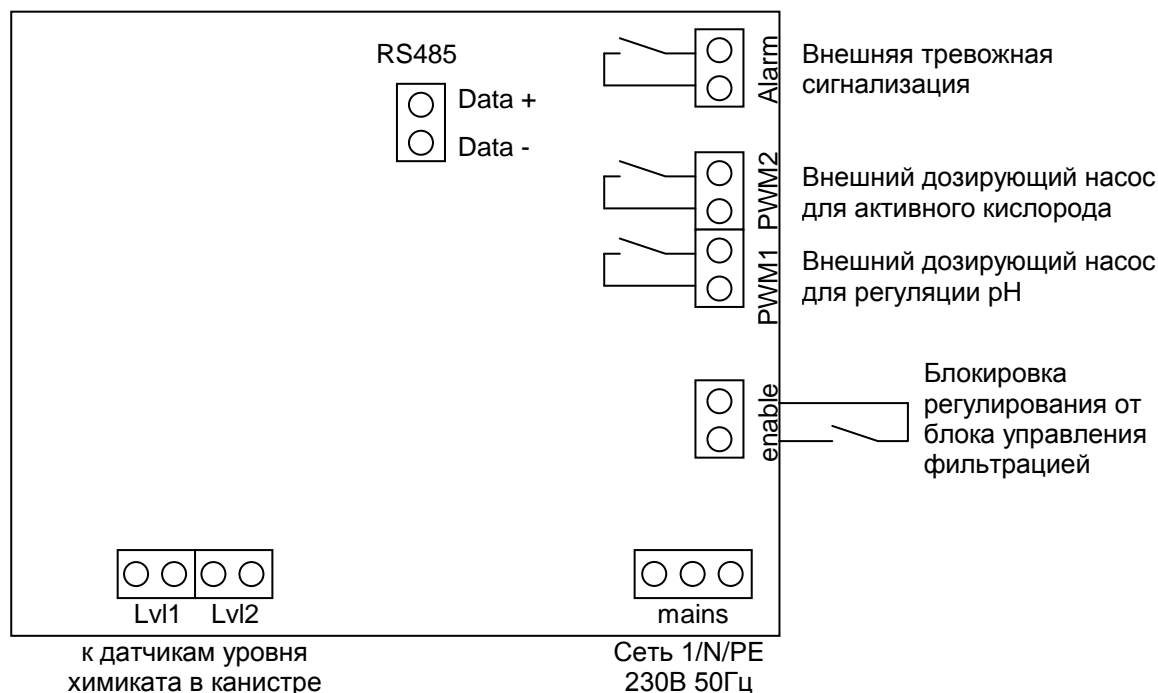 RS485
Data +
Data -
Alarm
Внешняя тревожная
сигнализация
PWM2
Внешний дозирующий насос
для активного кислорода
PWM1
Внешний дозирующий насос
для регуляции pH
enable
Блокировка
регулирования от
блока управления
фильтрацией
Lvl1 Lvl2
mains
к датчикам уровня
химиката в канистре
Сеть 1/N/PE
230В 50Гц